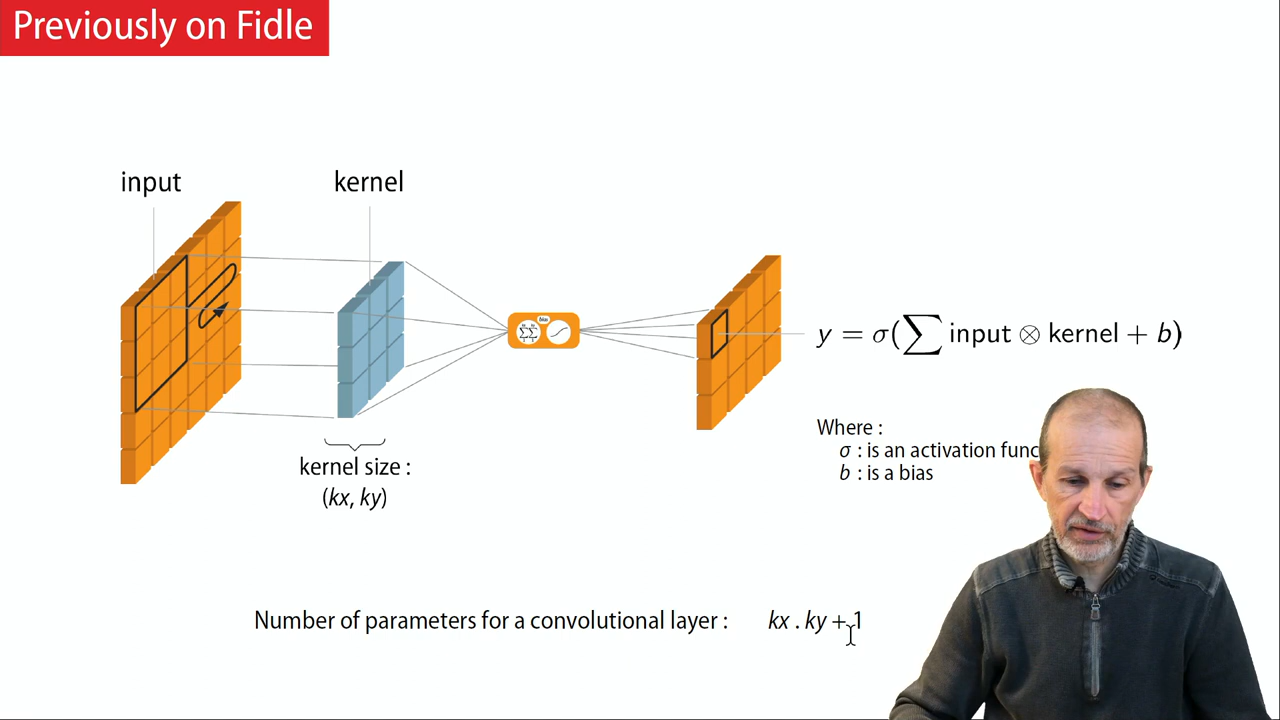 Previously on Fidle
input
kernel
bias
kernel size :
(kx, ky)
y = σ(∑ input ⊗ kernel + b)
Where :
σ : is an activation func
b : is a bias
Number of parameters for a convolutional layer : kx . ky + 1